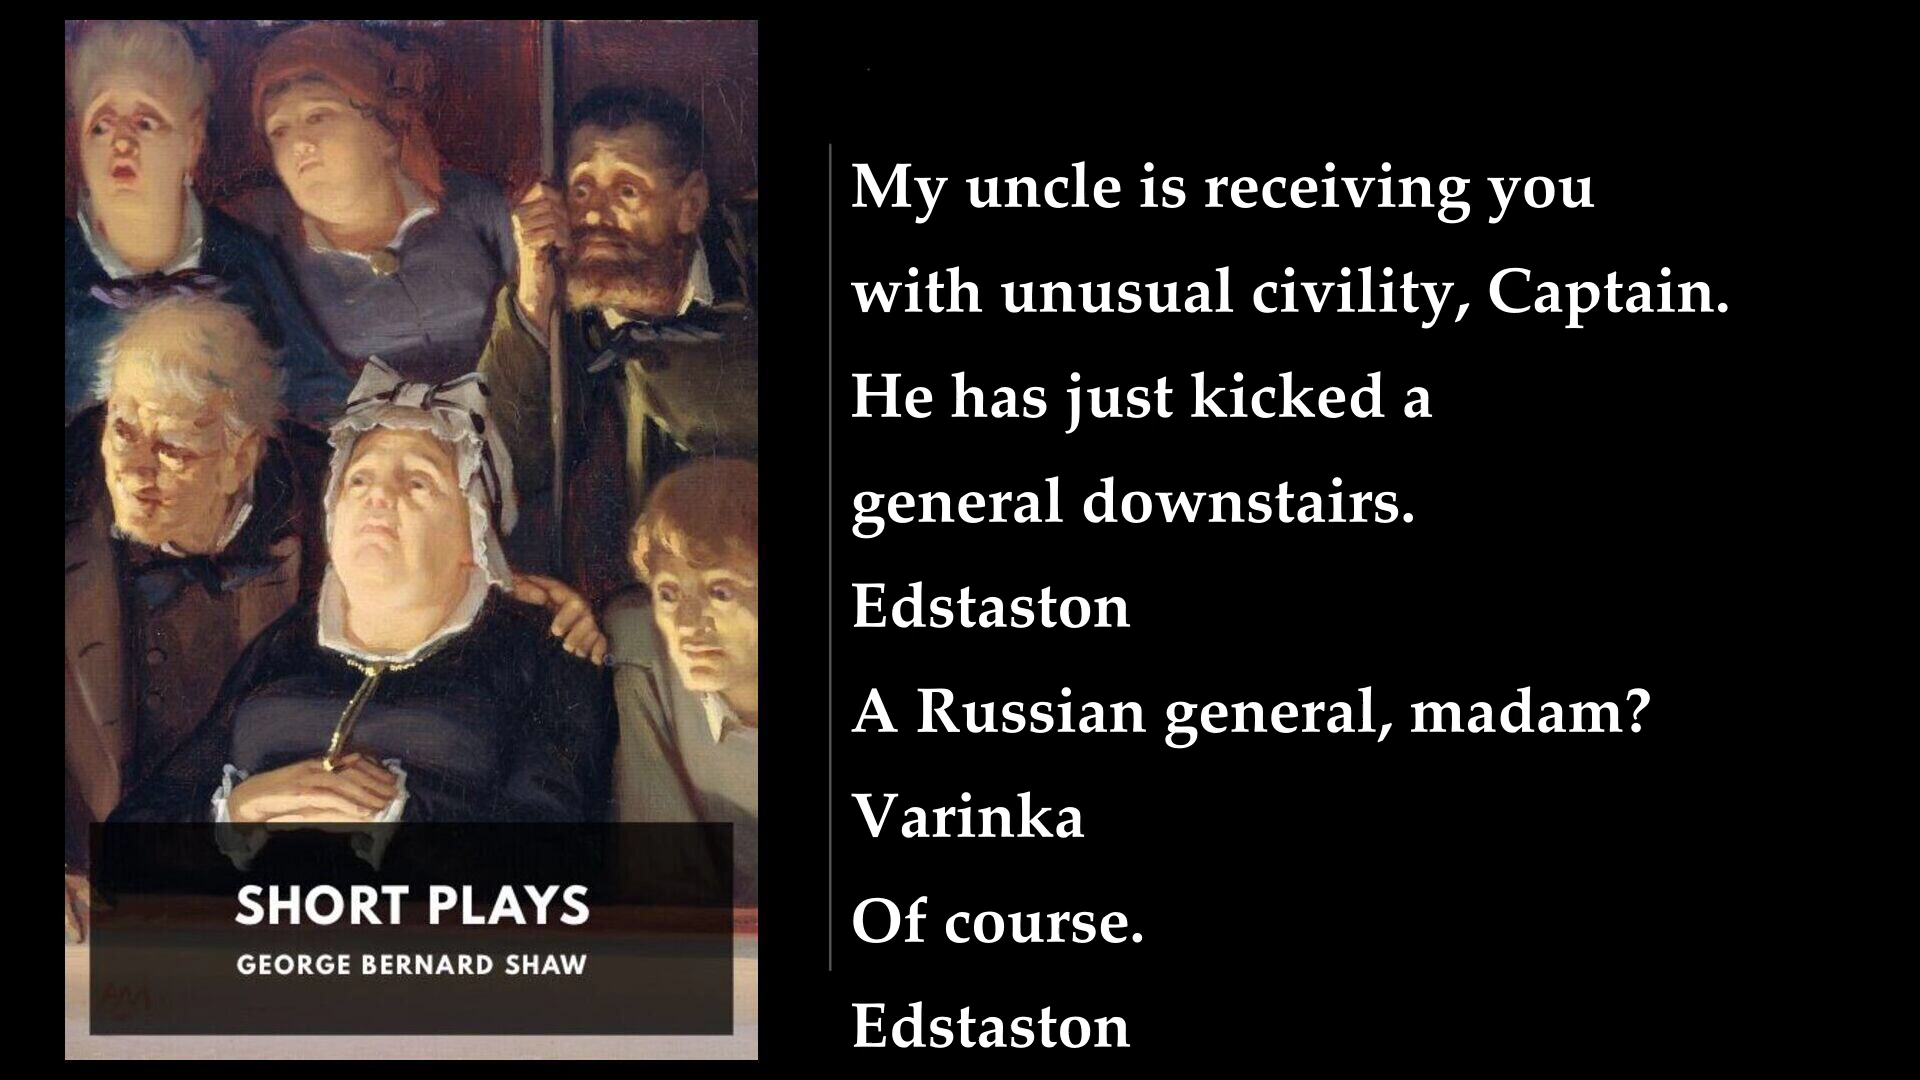 SHORT PLAYS
GEORGE BERNARD SHAW
My uncle is receiving you
with unusual civility, Captain.
He has just kicked a
general downstairs.
Edstaston
A Russian general, madam?
Varinka
Of course.
Edstaston